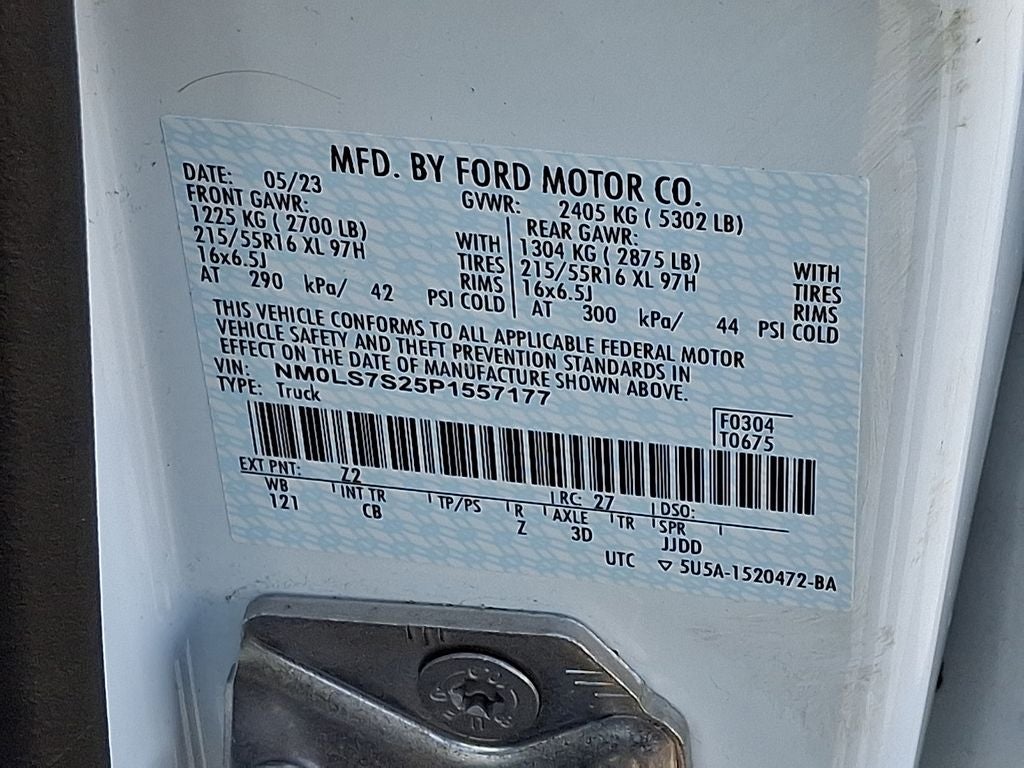 MFD. BY FORD MOTOR CO.
DATE: 05/23 GVWR: 2405 KG ( 5302 LB)
FRONT GAWR: REAR GAWR:
1225 KG ( 2700 LB) WITH 1304 KG ( 2875 LB) WITH
215/55R16 XL 97H TIRES 215/55R16 XL 97H TIRES
16x6.5J RIMS 16x6.5J RIMS
AT 290 kPa/ 42 PSI COLD AT 300 kPa/ 44 PSI COLD
THIS VEHICLE CONFORMS TO ALL APPLICABLE FEDERAL MOTOR
VEHICLE SAFETY AND THEFT PREVENTION STANDARDS IN
EFFECT ON THE DATE OF MANUFACTURE SHOWN ABOVE.
VIN: NM0LS7S25P1557177
TYPE: Truck
F0304
T0675
EXT PNT: Z2 RC: 27 DSO:
WB INT TR TP/PS R AXLE TR SPR
121 CB Z 3D JJDD
UTC ▽ 5U5A-1520472-BA